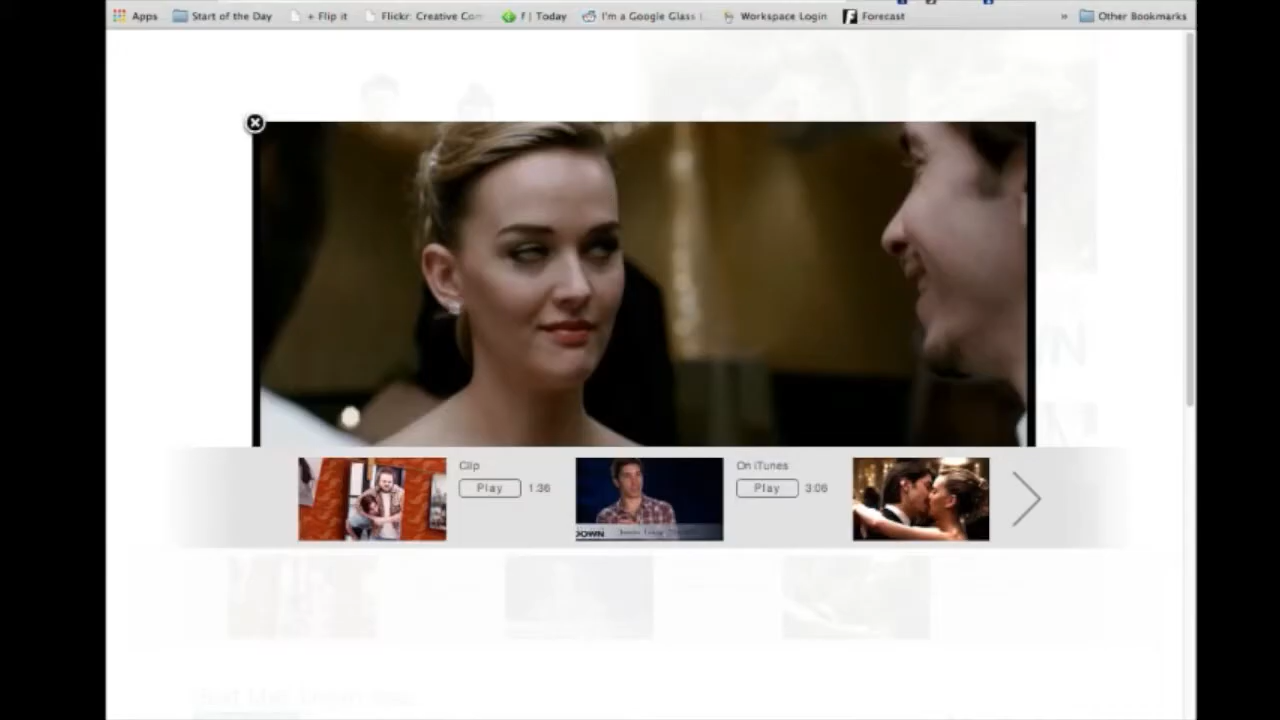 Apps Start of the Day + Flip it Flickr: Creative Com F | Today I'm a Google Glass Workspace Login Forecast » Other Bookmarks
Clip
Play 1:36
On iTunes
Play 3:06
DOWN